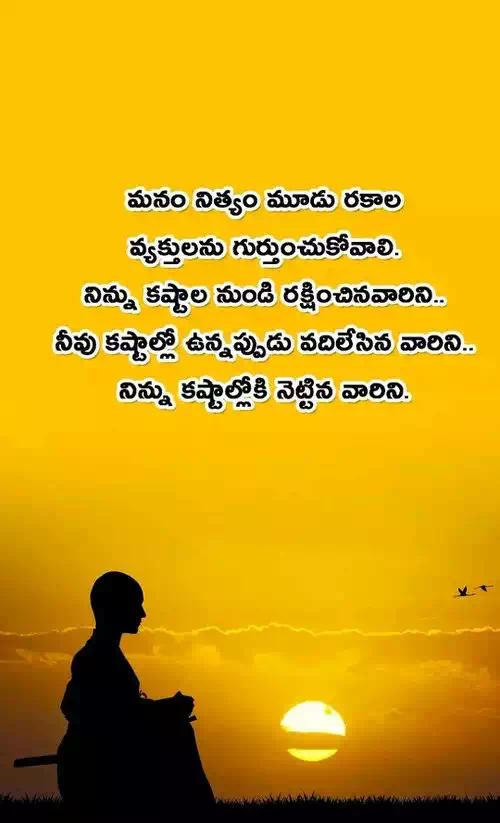 మనం నిత్యం మూడు రకాల
వ్యక్తులను గుర్తుంచుకోవాలి.
నిన్ను కష్టాల నుండి రక్షించినవారిని..
నీవు కష్టాల్లో ఉన్నప్పుడు వదిలేసిన వారిని..
నిన్ను కష్టాల్లోకి నెట్టిన వారిని.